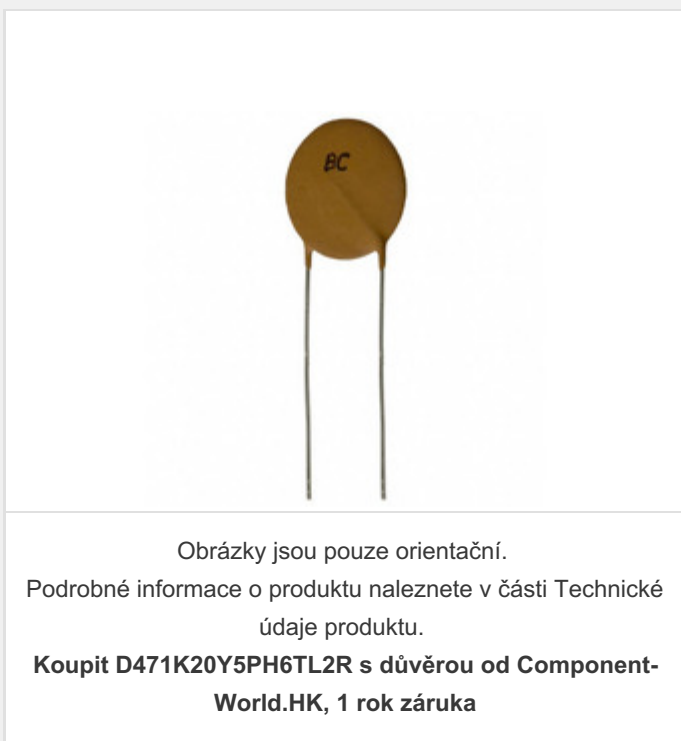 BC
Obrázky jsou pouze orientační.
Podrobné informace o produktu naleznete v části Technické
údaje produktu.
Koupit D471K20Y5PH6TL2R s důvěrou od Component-
World.HK, 1 rok záruka